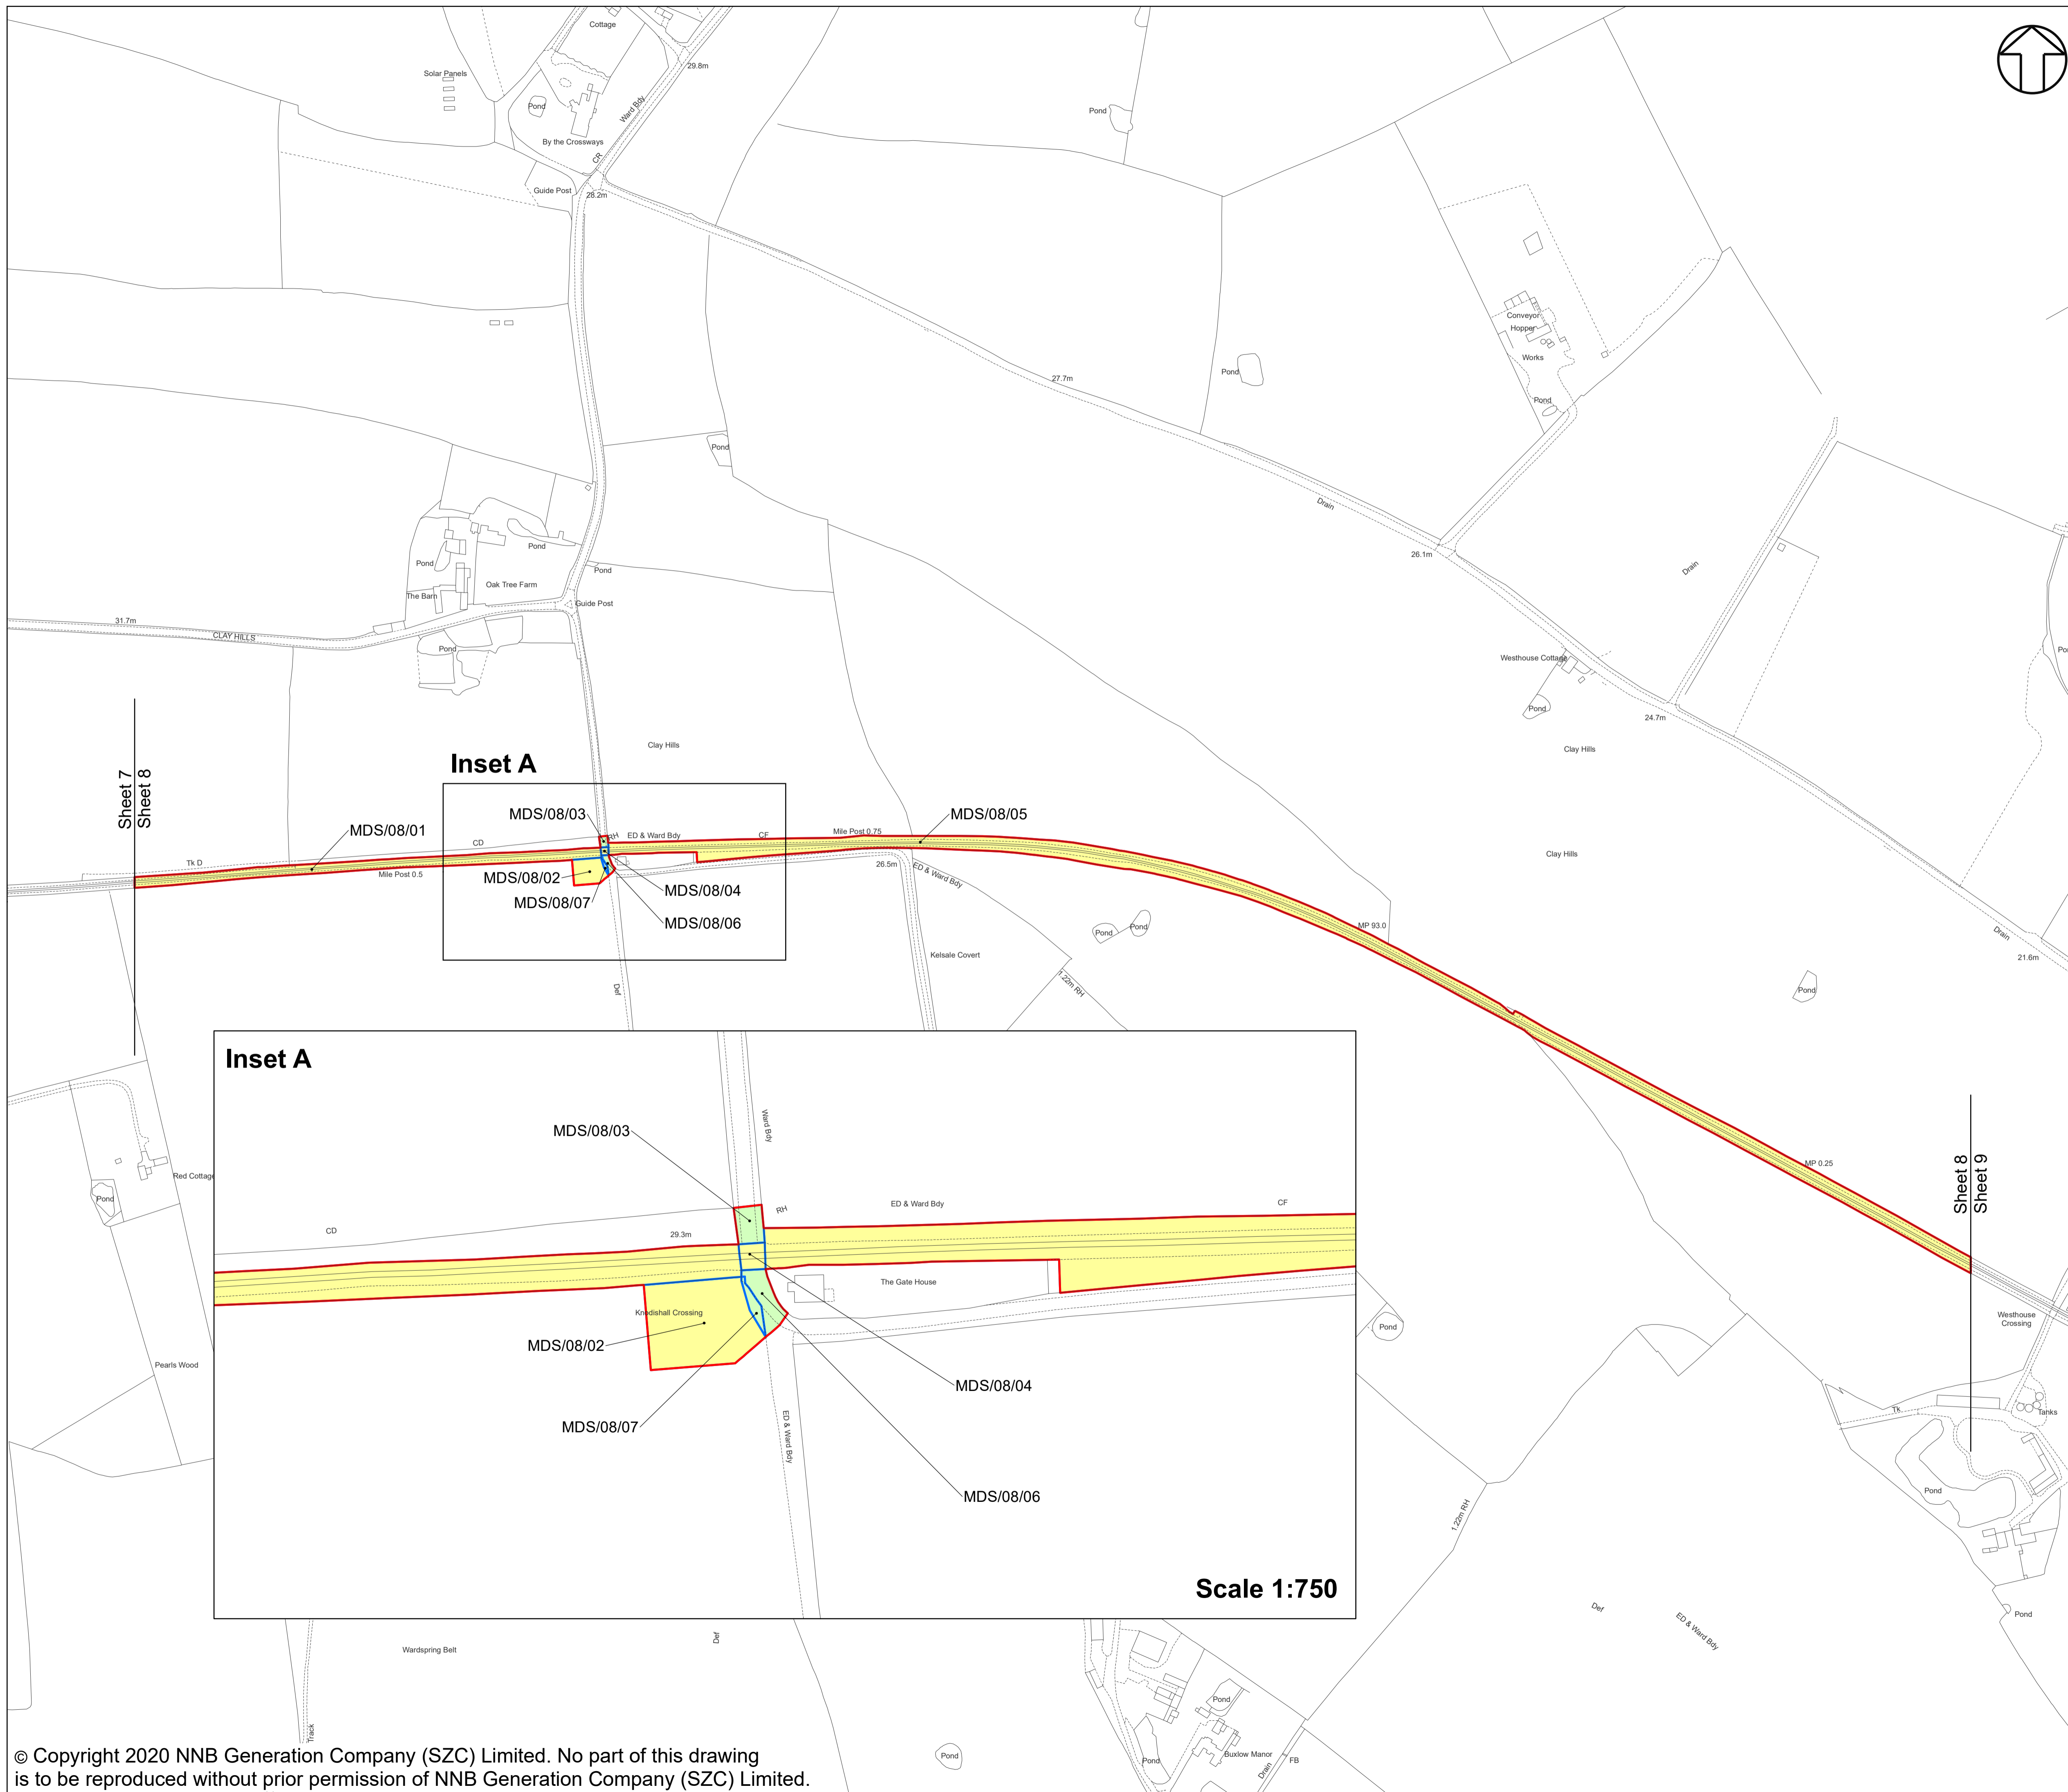 Cottage
Solar Panels
29.8m
Pond
Ward Bdy
Pond
By the Crossways
CR
Guide Post
28.2m
Conveyor
Hopper
Works
Pond
27.7m
Pond
Pond
Drain
Pond
Pond
26.1m
Oak Tree Farm
Pond
The Barn
Guide Post
Drain
31.7m
CLAY HILLS
Pond
Westhouse Cottage
Pond
24.7m
Clay Hills
Clay Hills
Inset A
Sheet 7
Sheet 8
MDS/08/01
MDS/08/03
MDS/08/05
RH
ED & Ward Bdy
CF
Mile Post 0.75
CD
Clay Hills
Tk D
Mile Post 0.5
26.5m
ED & Ward Bdy
MDS/08/02
MDS/08/04
MDS/08/07
MDS/08/06
MP 93.0
Pond
Pond
Drain
21.6m
Kelsale Covert
Def
1.22m RH
Pond
Inset A
MDS/08/03
Ward Bdy
MP 0.25
Sheet 8
Sheet 9
Red Cottage
Pond
RH
ED & Ward Bdy
CF
CD
29.3m
The Gate House
Knodishall Crossing
MDS/08/02
MDS/08/04
MDS/08/07
ED & Ward Bdy
MDS/08/06
Scale 1:750
Pearls Wood
Pond
Westhouse
Crossing
Tk
Tanks
Pond
1.22m RH
Def
ED & Ward Bdy
Pond
Def
Wardspring Belt
Track
Pond
Pond
Pond
Buxlow Manor
FB
Drain
© Copyright 2020 NNB Generation Company (SZC) Limited. No part of this drawing
is to be reproduced without prior permission of NNB Generation Company (SZC) Limited.